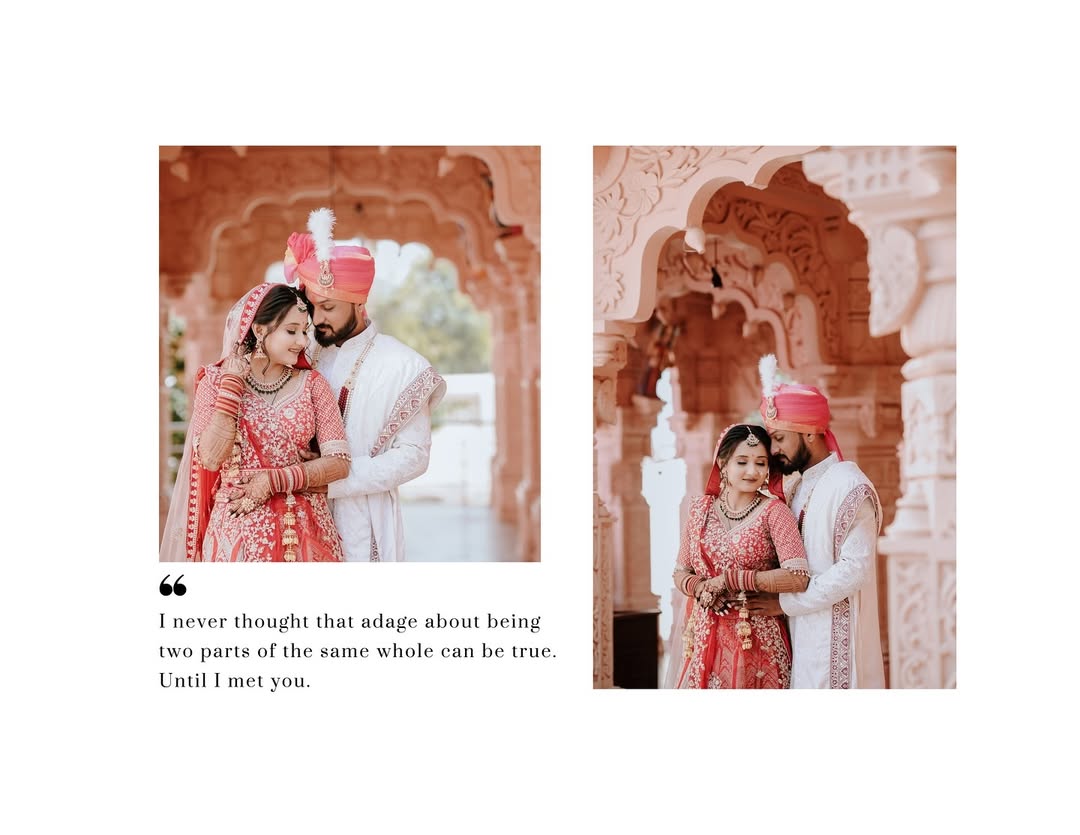 “
I never thought that adage about being
two parts of the same whole can be true.
Until I met you.